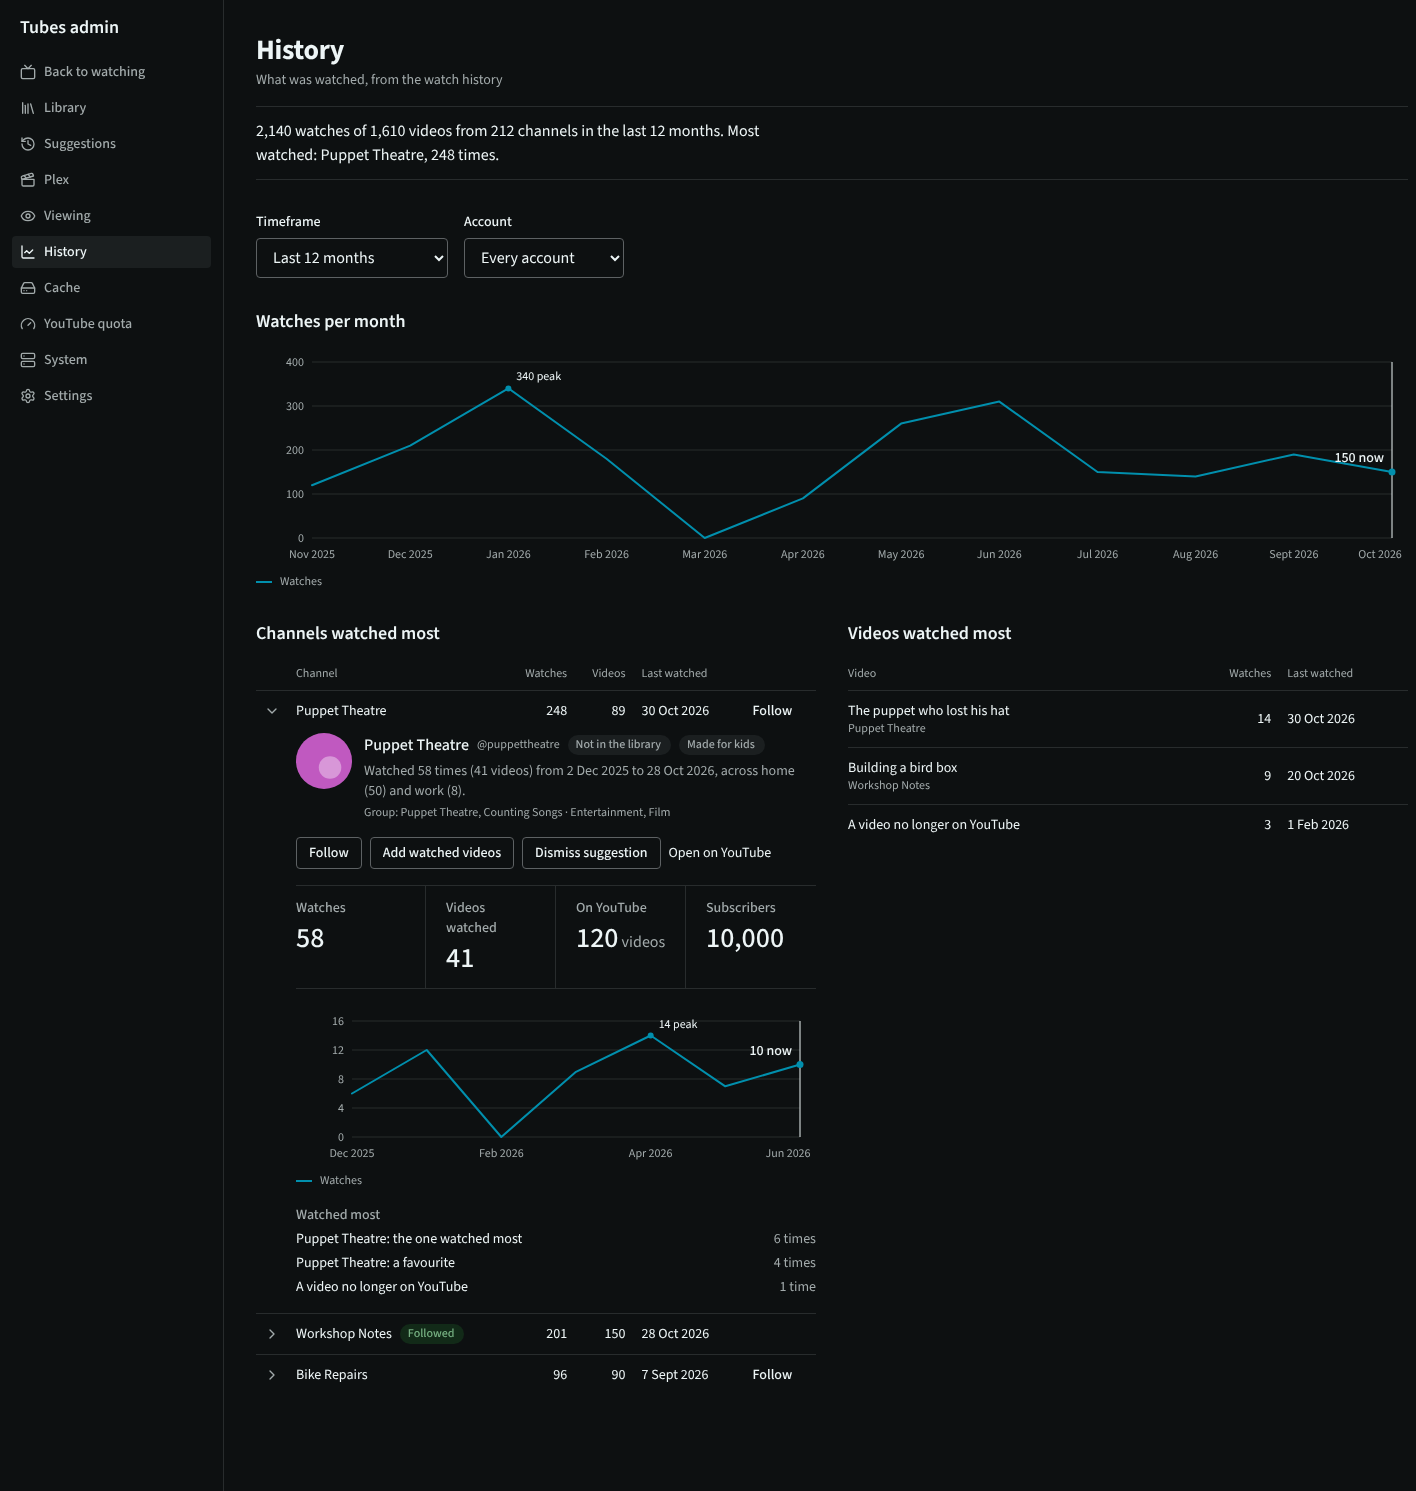 Tubes admin
Back to watching
Library
Suggestions
Plex
Viewing
History
Cache
YouTube quota
System
Settings
History
What was watched, from the watch history
2,140 watches of 1,610 videos from 212 channels in the last 12 months. Most
watched: Puppet Theatre, 248 times.
Timeframe Account
Last 12 months Every account
Watches per month
400
300
200
100
0
340 peak
150 now
Nov 2025 Dec 2025 Jan 2026 Feb 2026 Mar 2026 Apr 2026 May 2026 Jun 2026 Jul 2026 Aug 2026 Sept 2026 Oct 2026
Watches
Channels watched most
Channel Watches Videos Last watched
Puppet Theatre 248 89 30 Oct 2026 Follow
Puppet Theatre @puppettheatre Not in the library Made for kids
Watched 58 times (41 videos) from 2 Dec 2025 to 28 Oct 2026, across home
(50) and work (8).
Group: Puppet Theatre, Counting Songs · Entertainment, Film
Follow Add watched videos Dismiss suggestion Open on YouTube
Watches
58
Videos
watched
41
On YouTube
120 videos
Subscribers
10,000
16
12
8
4
0
14 peak
10 now
Dec 2025 Feb 2026 Apr 2026 Jun 2026
Watches
Watched most
Puppet Theatre: the one watched most 6 times
Puppet Theatre: a favourite 4 times
A video no longer on YouTube 1 time
Workshop Notes Followed 201 150 28 Oct 2026
Bike Repairs 96 90 7 Sept 2026 Follow
Videos watched most
Video Watches Last watched
The puppet who lost his hat 14 30 Oct 2026
Puppet Theatre
Building a bird box 9 20 Oct 2026
Workshop Notes
A video no longer on YouTube 3 1 Feb 2026